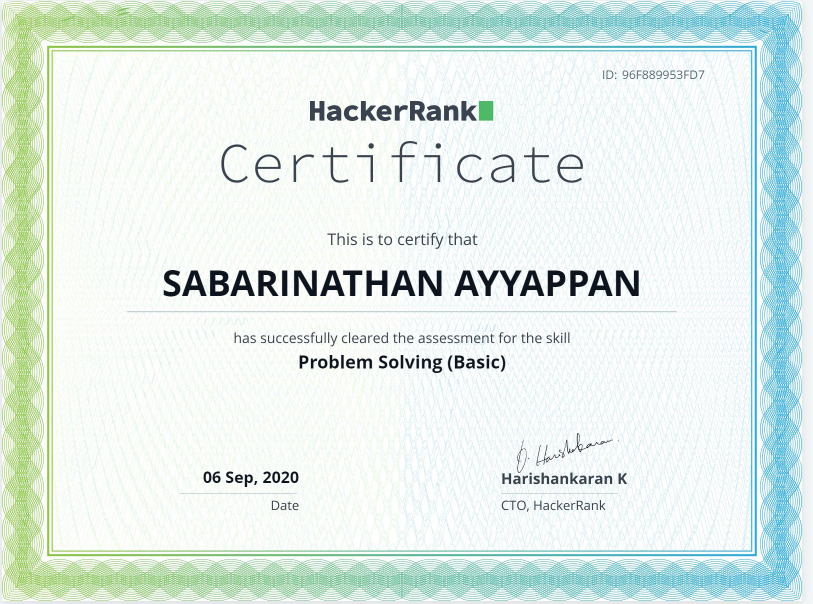 ID: 96F889953FD7
HackerRank
Certificate
This is to certify that
SABARINATHAN AYYAPPAN
has successfully cleared the assessment for the skill
Problem Solving (Basic)
06 Sep, 2020
Date
Harishankaran K
CTO, HackerRank